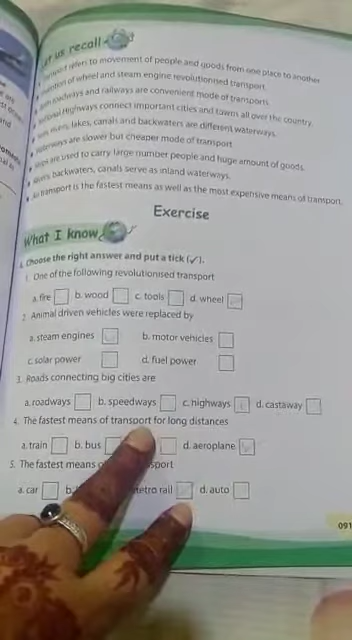 us recall
refers to movement of people and goods from one place to another
of wheel and steam engine revolutionised transport.
roadways and railways are convenient mode of transports.
Highways connect important cities and towns all over the country.
lakes, canals and backwaters are different waterways.
are slower but cheaper mode of transport.
are used to carry large number people and huge amount of goods.
backwaters, canals serve as inland waterways.
transport is the fastest means as well as the most expensive means of transport.
Exercise
What I know
Choose the right answer and put a tick (✓).
1. One of the following revolutionised transport
a. fire b. wood c. tools d. wheel
2. Animal driven vehicles were replaced by
a. steam engines b. motor vehicles
c. solar power d. fuel power
3. Roads connecting big cities are
a. roadways b. speedways c. highways d. castaway
4. The fastest means of transport for long distances
a. train b. bus d. aeroplane
5. The fastest means sport
a. car b. metro rail d. auto
091